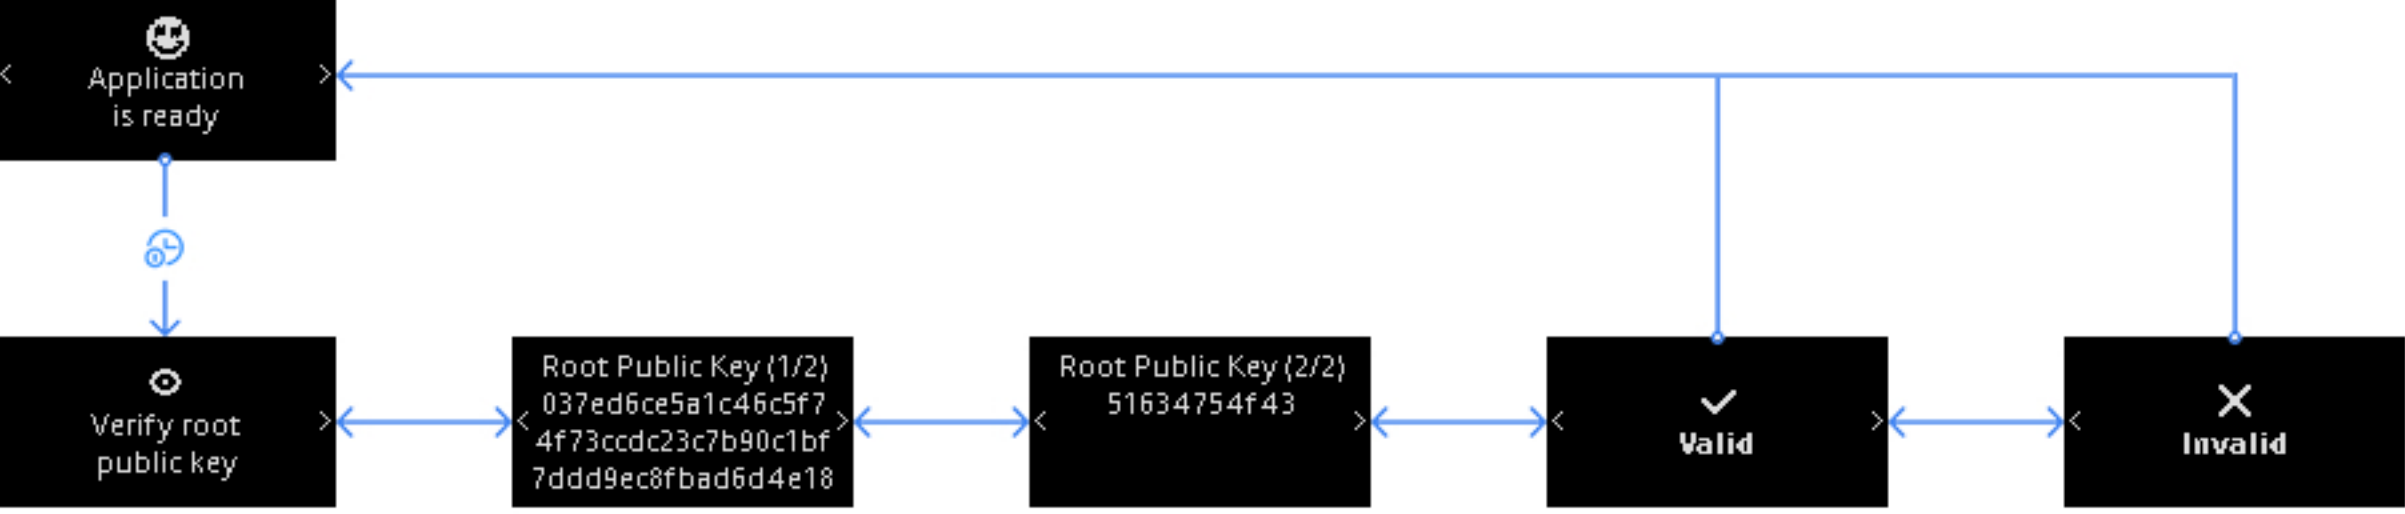 Application
is ready
Verify root
public key
Root Public Key (1/2)
037ed6ce5a1c46c5f7
4f73ccdc23c7b90c1bf
7ddd9ec8fbad6d4e18
Root Public Key (2/2)
51634754f43
Valid
Invalid